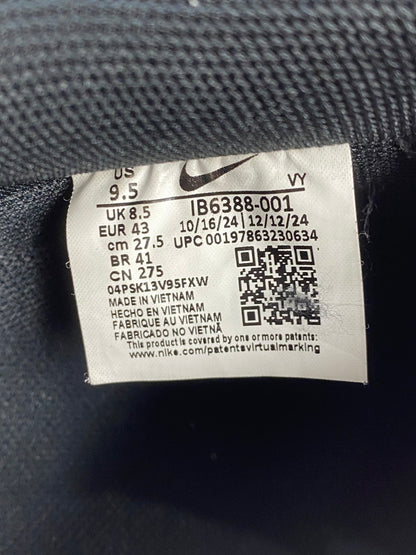 US
9.5
VY
UK 8.5
IB6388-001
EUR 43
10/16/24 | 12/12/24
cm 27.5
UPC 00197863230634
BR 41
CN 275
04PSK13V95FXW
MADE IN VIETNAM
HECHO EN VIETNAM
FABRIQUE AU VIETNAM
FABRICADO NO VIETNÃ
This product is covered by one or more patents.
www.nike.com/patentsvirtualmarking